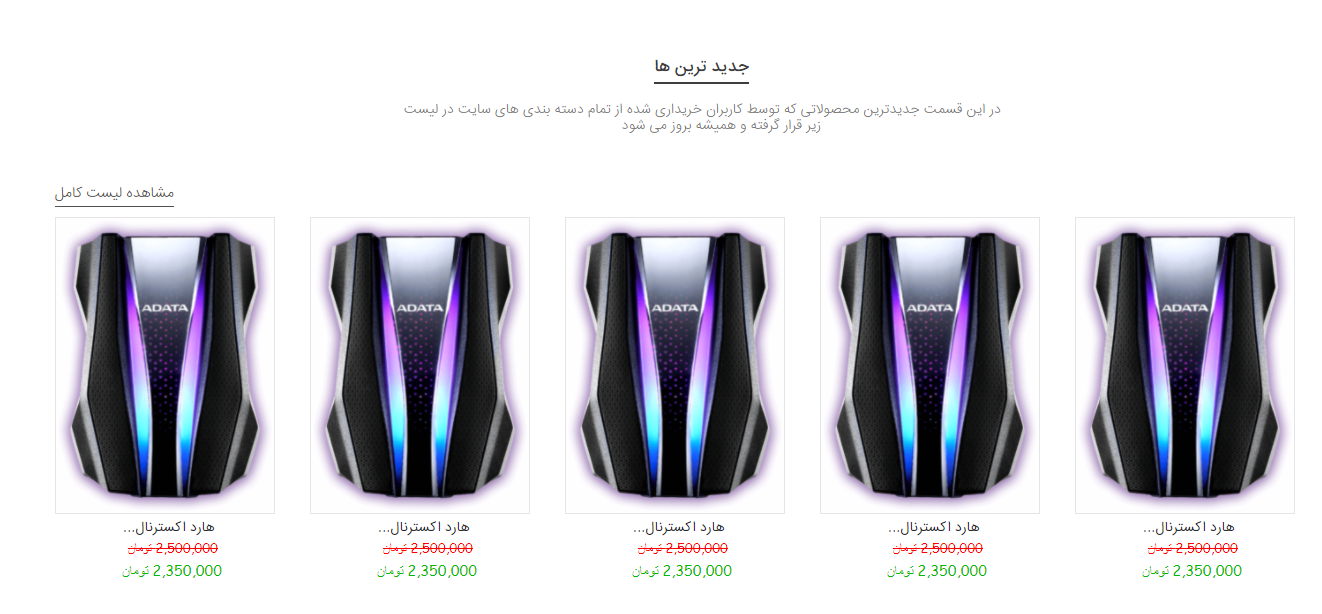 جدید ترین ها
در این قسمت جدیدترین محصولاتی که توسط کاربران خریداری شده از تمام دسته بندی های سایت در لیست
زیر قرار گرفته و همیشه بروز می شود
مشاهده لیست کامل
ADATA
ADATA
ADATA
ADATA
ADATA
هارد اکسترنال...
هارد اکسترنال...
هارد اکسترنال...
هارد اکسترنال...
هارد اکسترنال...
2,500,000 تومان
2,500,000 تومان
2,500,000 تومان
2,500,000 تومان
2,500,000 تومان
2,350,000 تومان
2,350,000 تومان
2,350,000 تومان
2,350,000 تومان
2,350,000 تومان